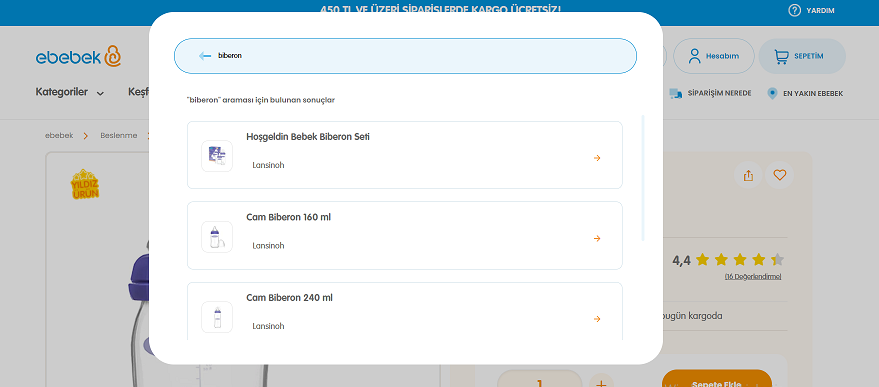 450 TL VE ÜZERİ SİPARİŞLERDE KARGO ÜCRETSİZ!
YARDIM
biberon
ebebek
Hesabım
SEPETİM
Kategoriler
Keşf
"biberon" araması için bulunan sonuçlar
SİPARİŞİM NEREDE
EN YAKIN EBEBEK
ebebek
Beslenme
Hoşgeldin Bebek Biberon Seti
Lansinoh
YILDIZ
ÜRÜN
Cam Biberon 160 ml
Lansinoh
4,4
(16 Değerlendirme)
Cam Biberon 240 ml
Lansinoh
bugün kargoda
1
Sepete Ekle